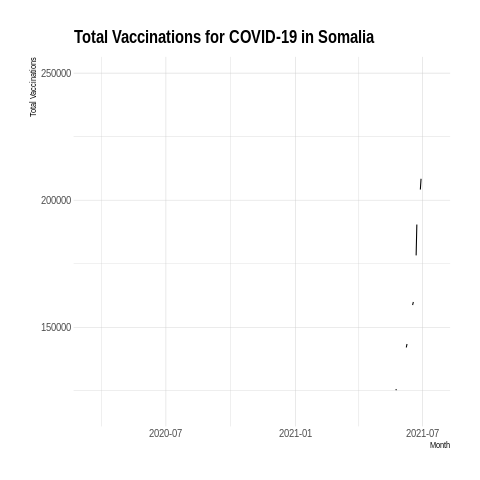 Total Vaccinations for COVID-19 in Somalia
Total Vaccinations
250000
200000
150000
2020-07
2021-01
2021-07
Month